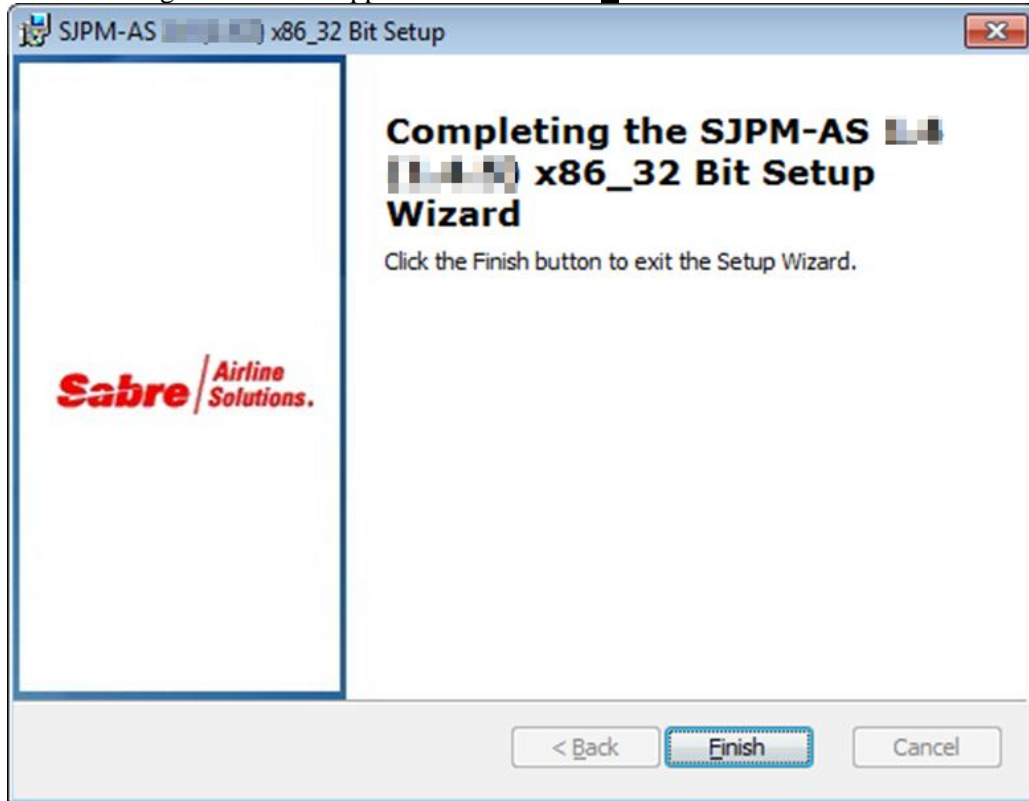 SJPM-AS x86_32 Bit Setup
Completing the SJPM-AS
x86_32 Bit Setup
Wizard
Click the Finish button to exit the Setup Wizard.
Sabre Airline
Solutions.
< Back
Finish
Cancel